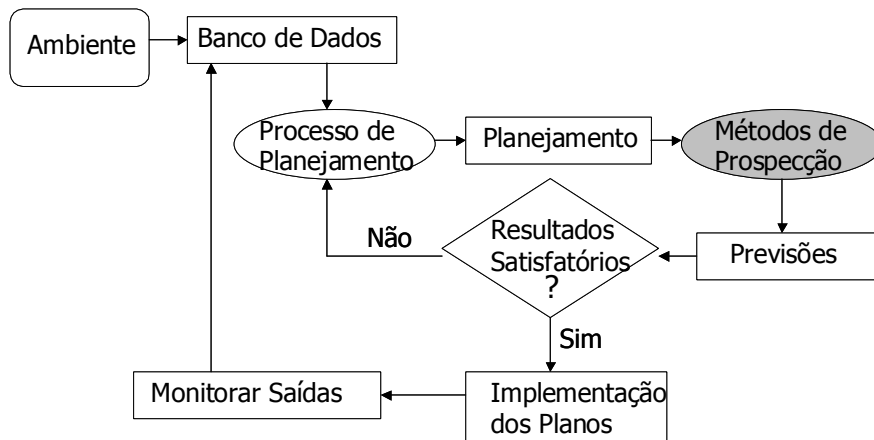 Ambiente
Banco de Dados
Processo de
Planejamento
Planejamento
Métodos de
Prospecção
Não
Resultados
Satisfatórios
?
Previsões
Sim
Monitorar Saídas
Implementação
dos Planos